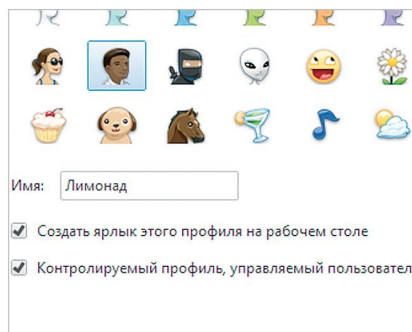 Имя: Лимонад
Создать ярлык этого профиля на рабочем столе
Контролируемый профиль, управляемый пользовател